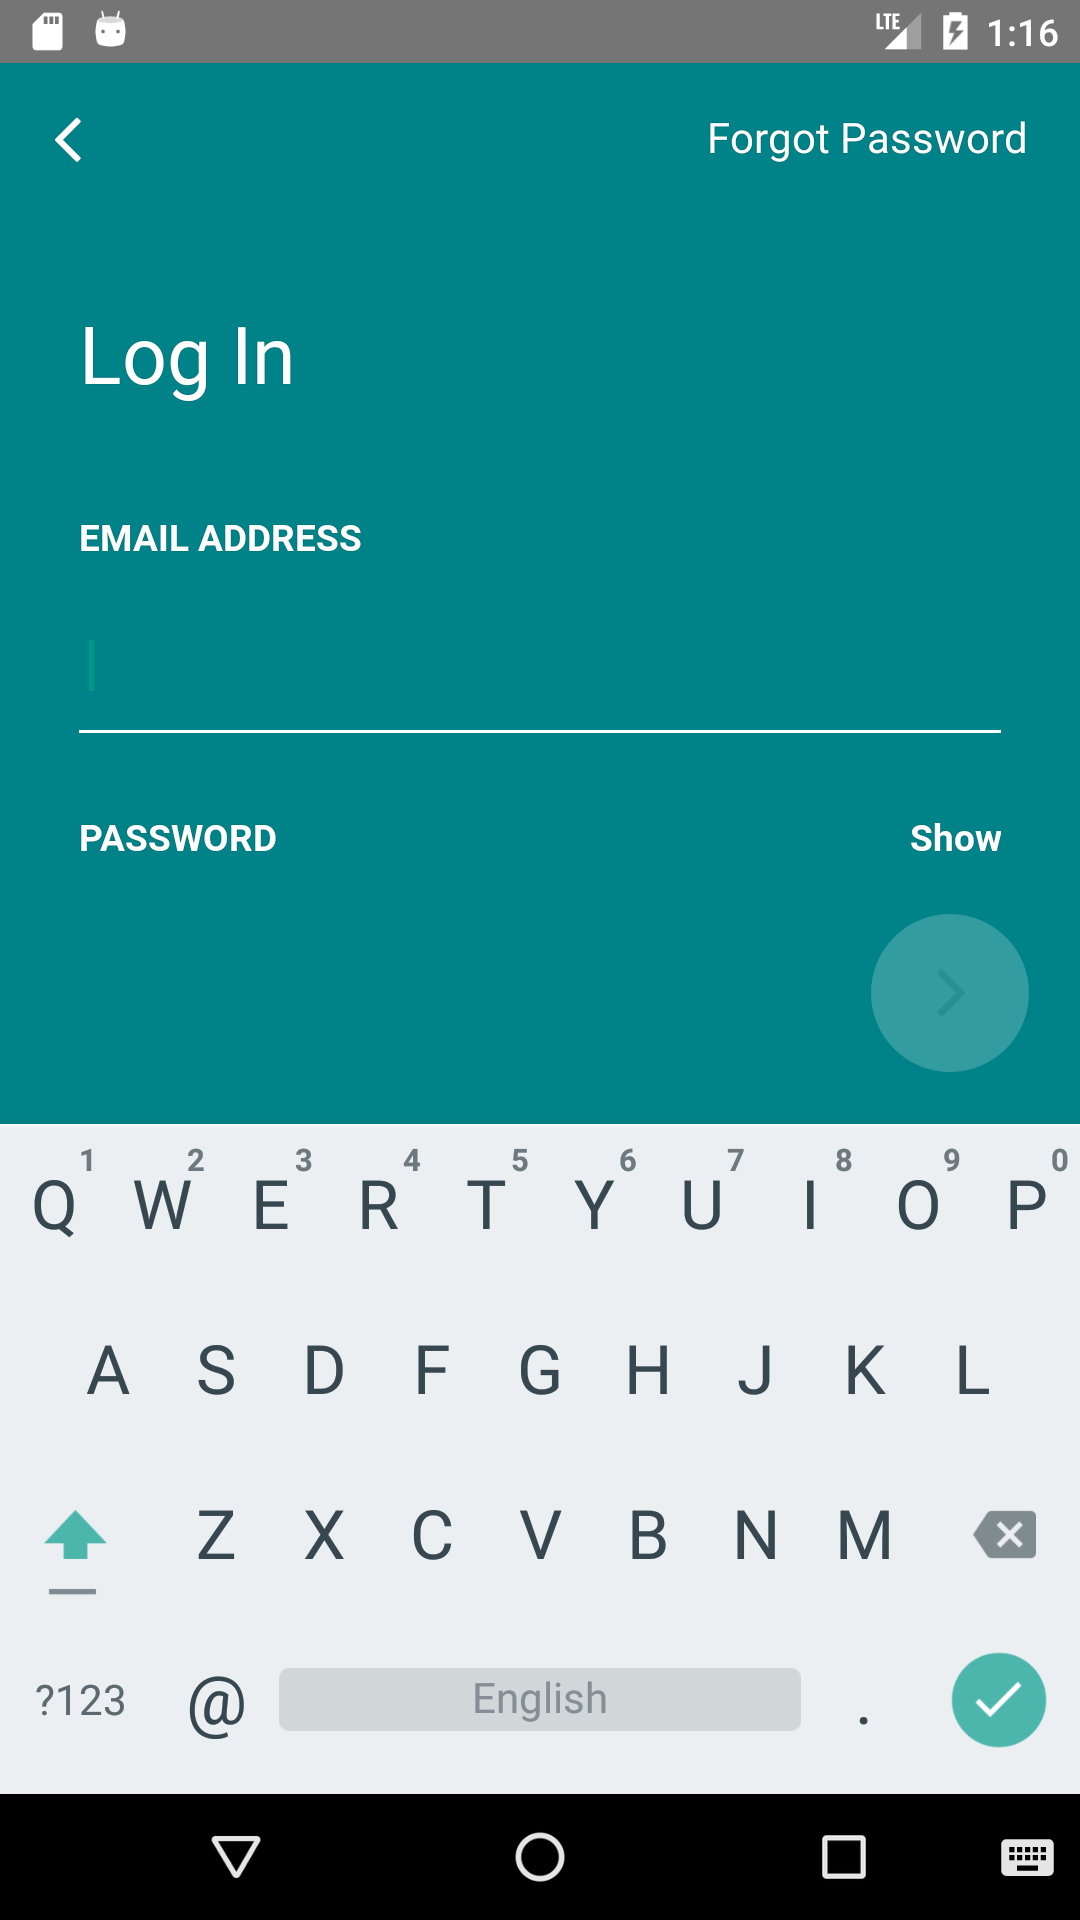 LTE 1:16
Forgot Password
Log In
EMAIL ADDRESS
PASSWORD Show
1 2 3 4 5 6 7 8 9 0
Q W E R T Y U I O P
A S D F G H J K L
Z X C V B N M
?123 @ English .